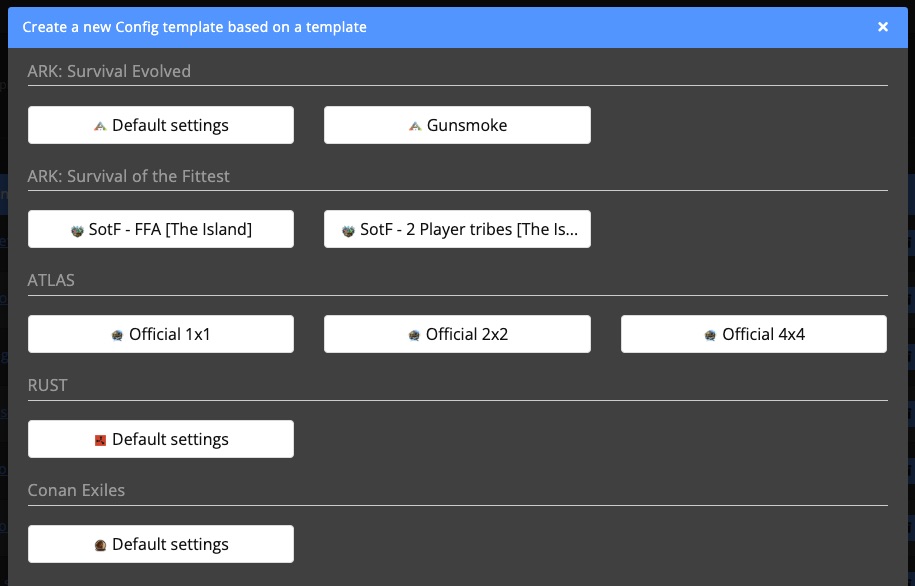 Create a new Config template based on a template
×
ARK: Survival Evolved
Default settings
Gunsmoke
ARK: Survival of the Fittest
SotF - FFA [The Island]
SotF - 2 Player tribes [The Is...
ATLAS
Official 1x1
Official 2x2
Official 4x4
RUST
Default settings
Conan Exiles
Default settings